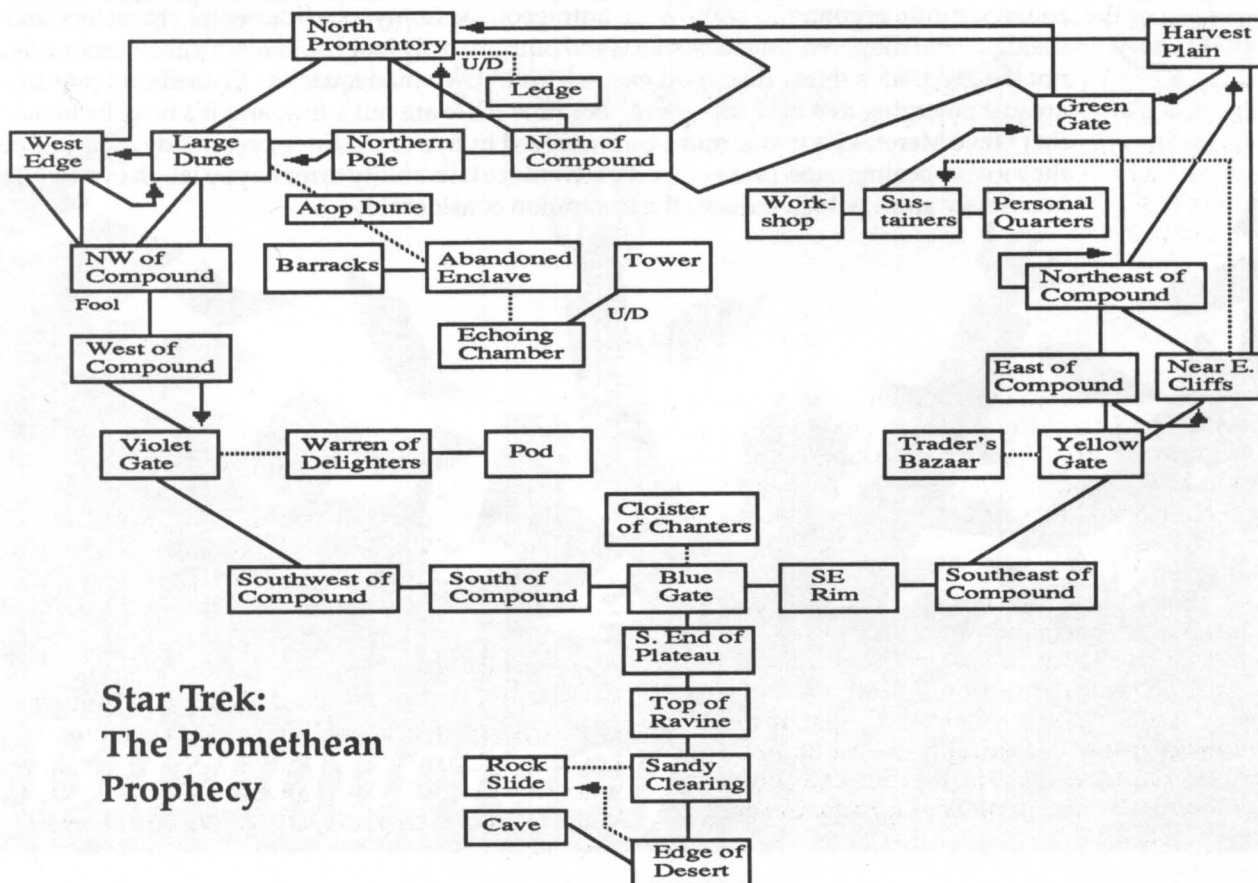 North
Promontory
U/D
Ledge
Harvest
Plain
Green
Gate
West
Edge
Large
Dune
Northern
Pole
North of
Compound
Atop Dune
Work-
shop
Sus-
tainers
Personal
Quarters
NW of
Compound
Fool
Barracks
Abandoned
Enclave
Tower
U/D
Echoing
Chamber
Northeast of
Compound
West of
Compound
East of
Compound
Near E.
Cliffs
Violet
Gate
Warren of
Delighters
Pod
Trader's
Bazaar
Yellow
Gate
Cloister
of Chanters
Southwest of
Compound
South of
Compound
Blue
Gate
SE
Rim
Southeast of
Compound
S. End of
Plateau
Top of
Ravine
Star Trek:
The Promethean
Prophecy
Rock
Slide
Sandy
Clearing
Cave
Edge of
Desert